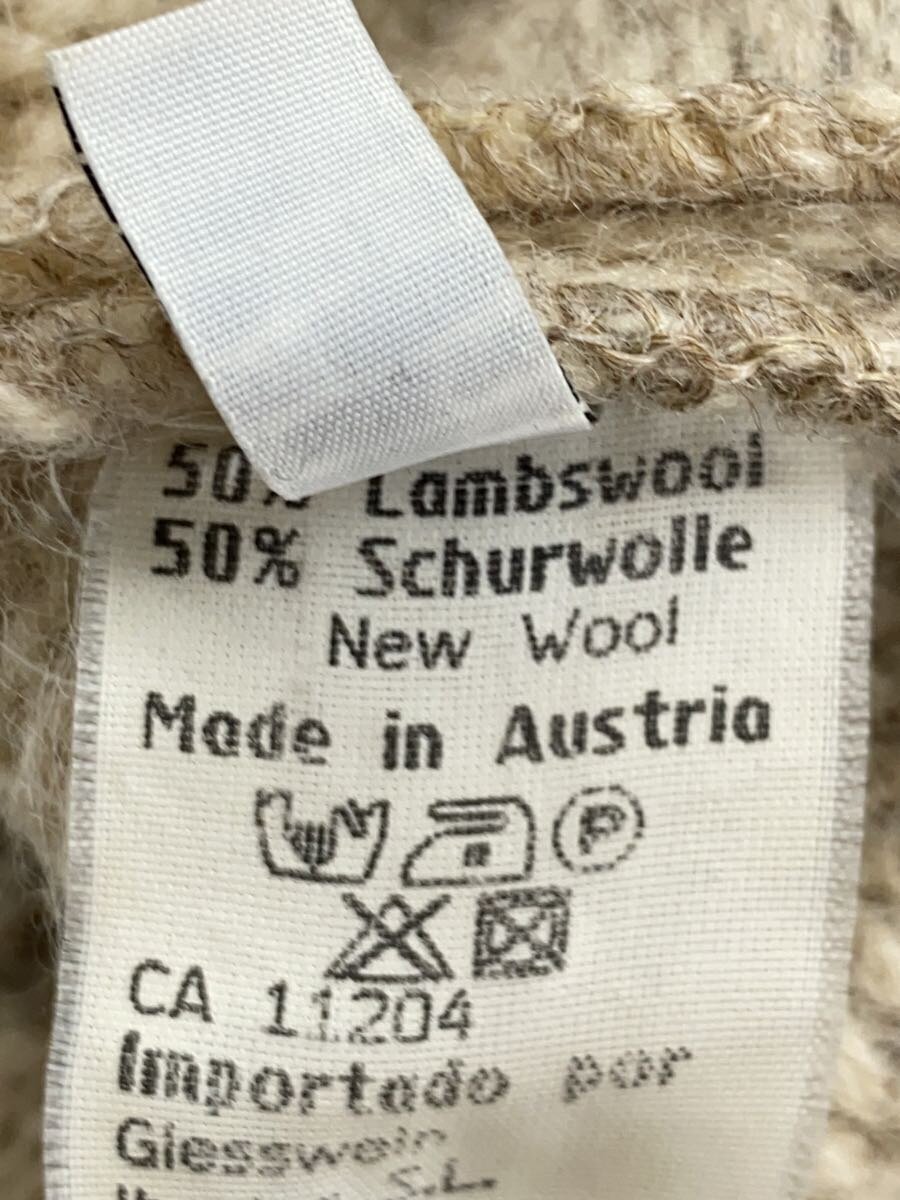 50% Lambswool
50% Schurwolle
New Wool
Made in Austria
P
CA 11204
Importado por
Giesswein